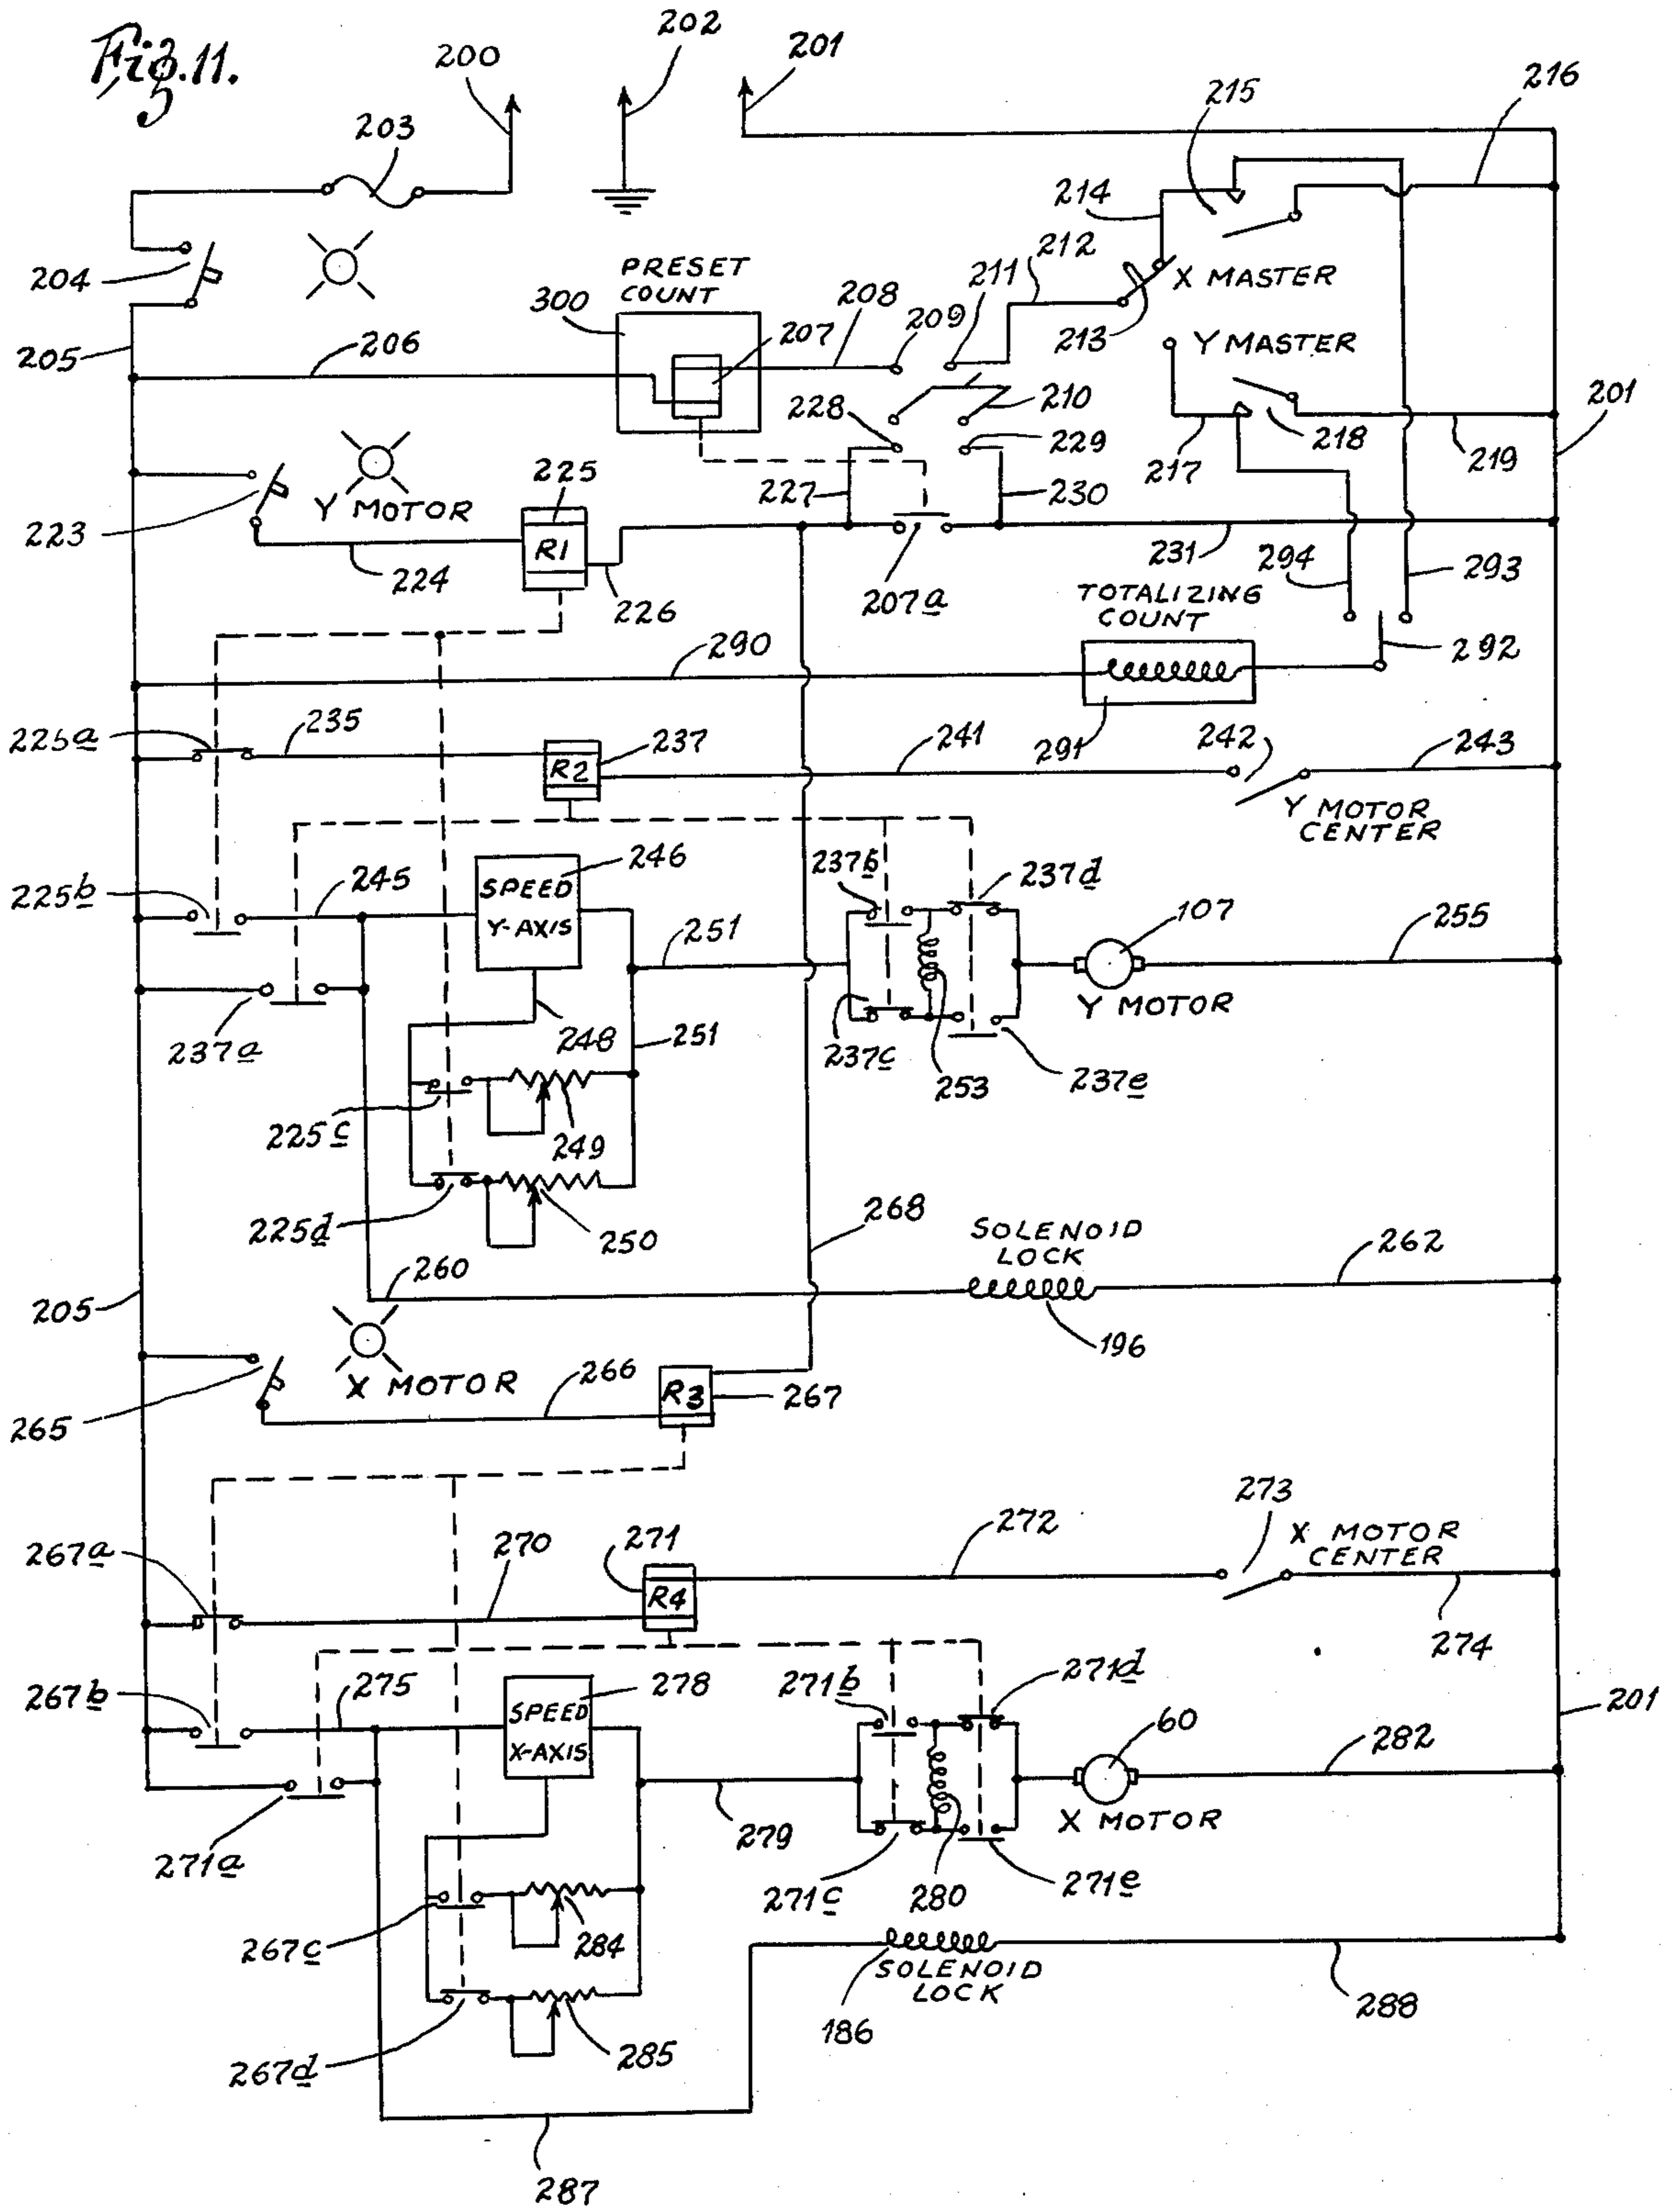 Fig. 11.
200
202
201
203
215
216
214
204
212
X MASTER
PRESET
COUNT
211
208
209
300
207
213
205
206
Y MASTER
210
201
228
229
218
225
217
219
Y MOTOR
227
230
223
R1
231
224
226
207a
294
293
TOTALIZING
COUNT
290
292
225a
235
237
241
291
242
243
R2
Y MOTOR
CENTER
246
237b
237d
225b
245
SPEED
Y-AXIS
107
251
255
Y MOTOR
237a
248
251
237c
253
237e
225c
249
225d
250
268
SOLENOID
LOCK
262
260
205
196
X MOTOR
266
R3
267
265
273
272
X MOTOR
CENTER
267a
270
271
R4
274
271b
271d
267b
275
278
201
SPEED
X-AXIS
60
282
X MOTOR
279
271a
271c
280
271e
267c
284
SOLENOID
LOCK
186
288
267d
285
287